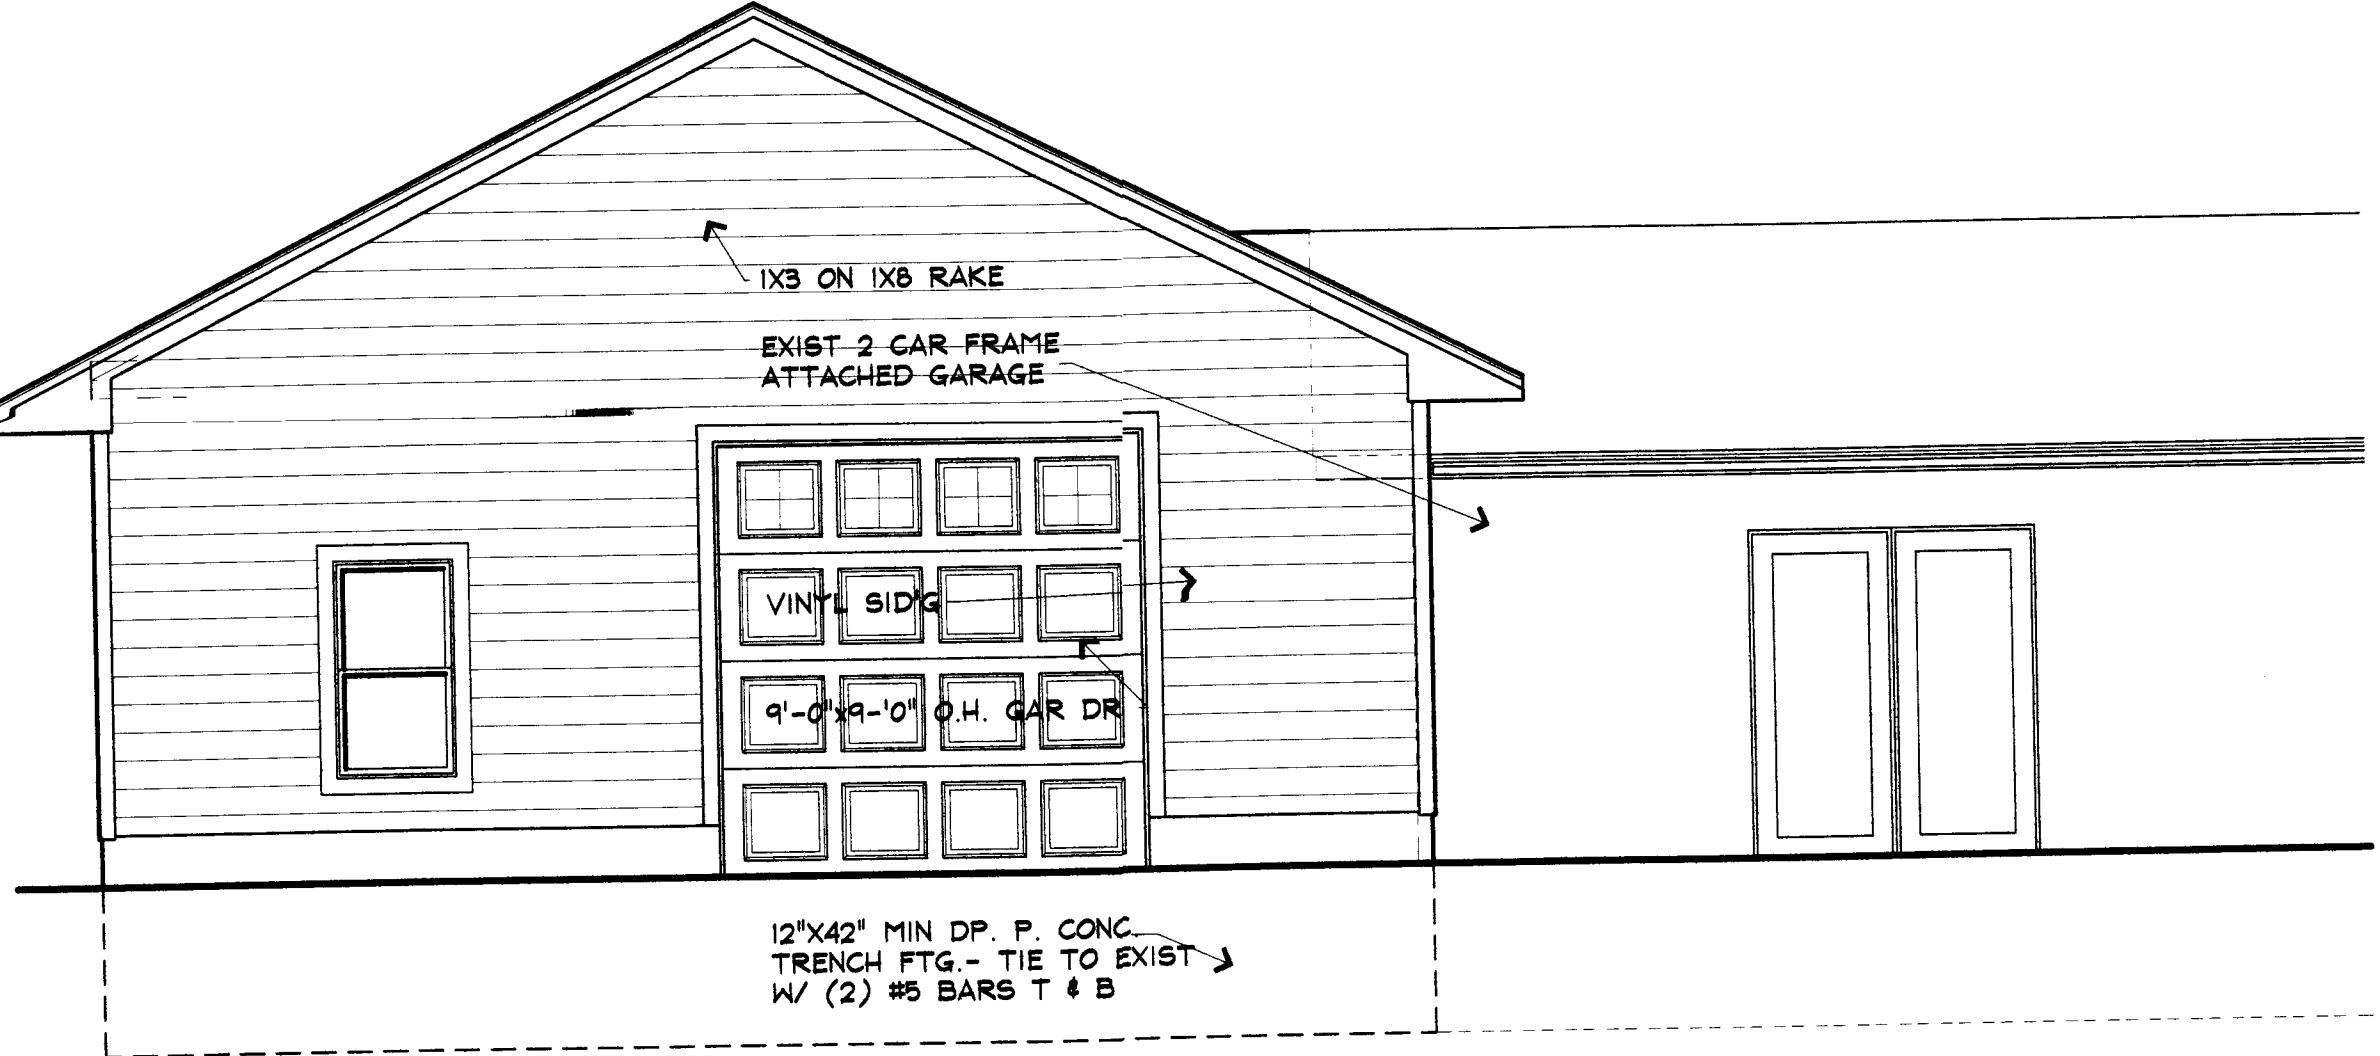 1X3 ON 1X8 RAKE
EXIST 2 CAR FRAME
ATTACHED GARAGE
VINYL SID'G
9'-0"x9-'0" O.H. GAR DR
12"X42" MIN DP. P. CONC.
TRENCH FTG.- TIE TO EXIST
W/ (2) #5 BARS T & B